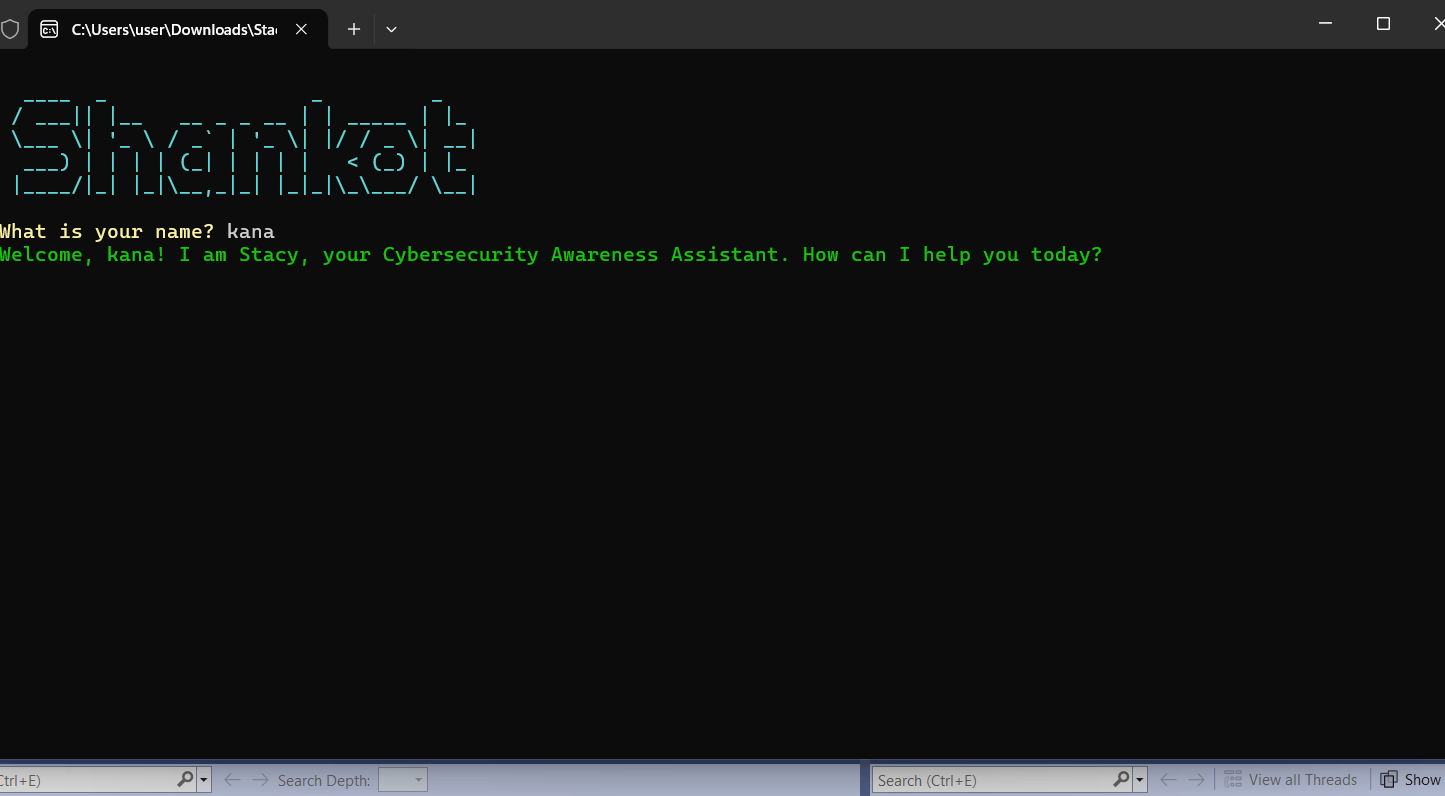 C:\Users\user\Downloads\Sta
Shankot
What is your name? kana
Welcome, kana! I am Stacy, your Cybersecurity Awareness Assistant. How can I help you today?
Ctrl+E) Search Depth: Search (Ctrl+E) View all Threads Show